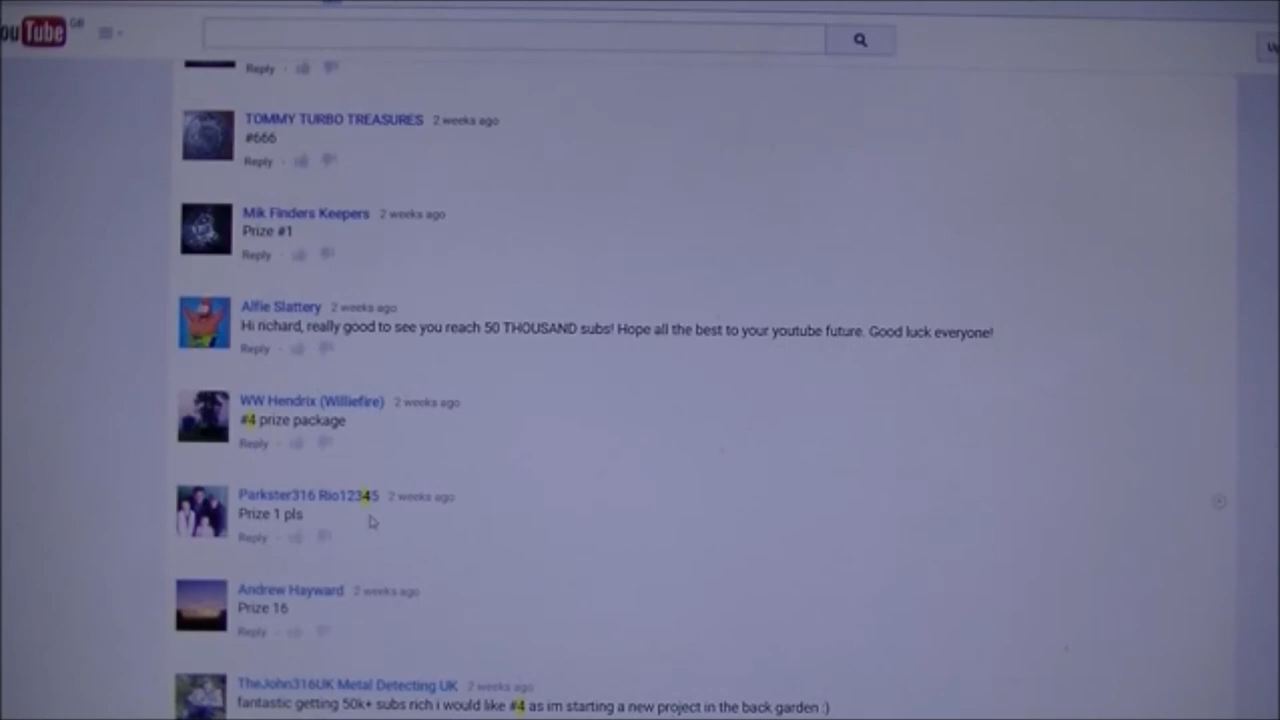 ouTube GB
Reply
TOMMY TURBO TREASURES 2 weeks ago
#666
Reply
Mik Finders Keepers 2 weeks ago
Prize #1
Reply
Alfie Slattery 2 weeks ago
Hi richard, really good to see you reach 50 THOUSAND subs! Hope all the best to your youtube future. Good luck everyone!
Reply
WW Hendrix (Williefire) 2 weeks ago
#4 prize package
Reply
Parkster316 Rio12345 2 weeks ago
Prize 1 pls
Reply
Andrew Hayward 2 weeks ago
Prize 16
Reply
TheJohn316UK Metal Detecting UK 2 weeks ago
fantastic getting 50k+ subs rich i would like #4 as im starting a new project in the back garden :)